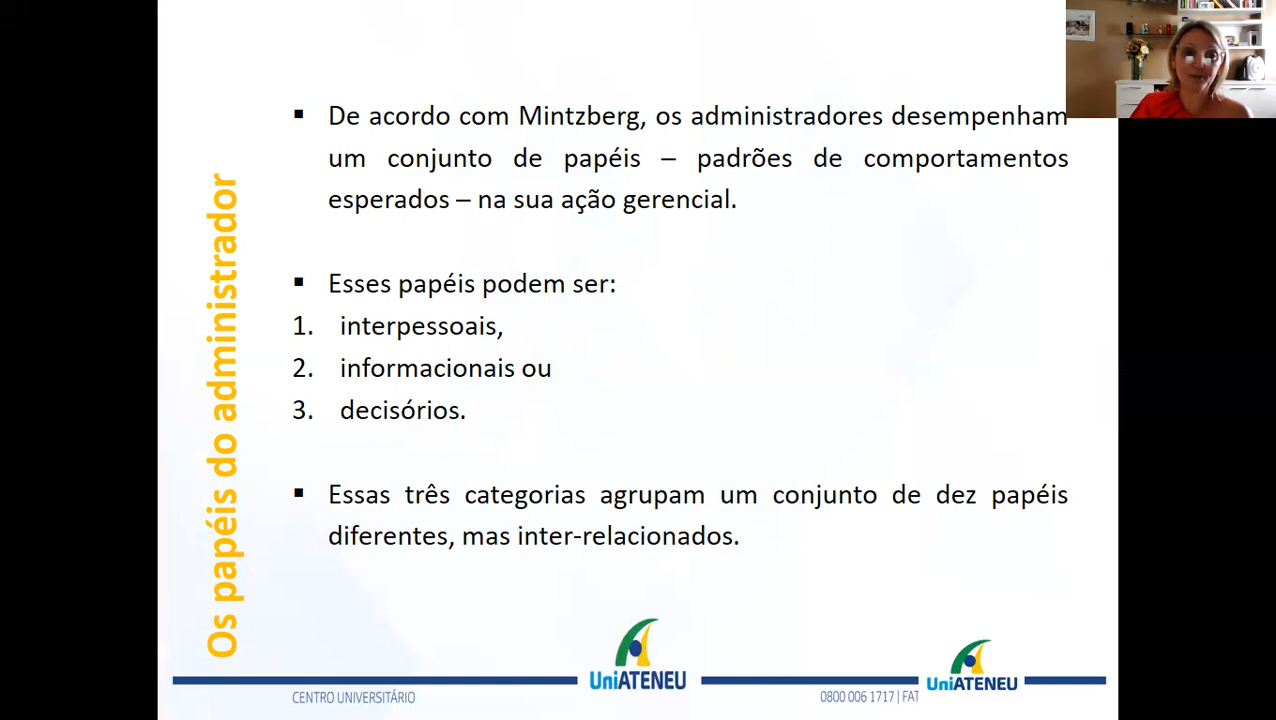 Os papéis do administrador
▪ De acordo com Mintzberg, os administradores desempenham
um conjunto de papéis – padrões de comportamentos
esperados – na sua ação gerencial.
▪ Esses papéis podem ser:
1. interpessoais,
2. informacionais ou
3. decisórios.
▪ Essas três categorias agrupam um conjunto de dez papéis
diferentes, mas inter-relacionados.
UniATENEU
UniATENEU
CENTRO UNIVERSITÁRIO
0800 006 1717 | FAT